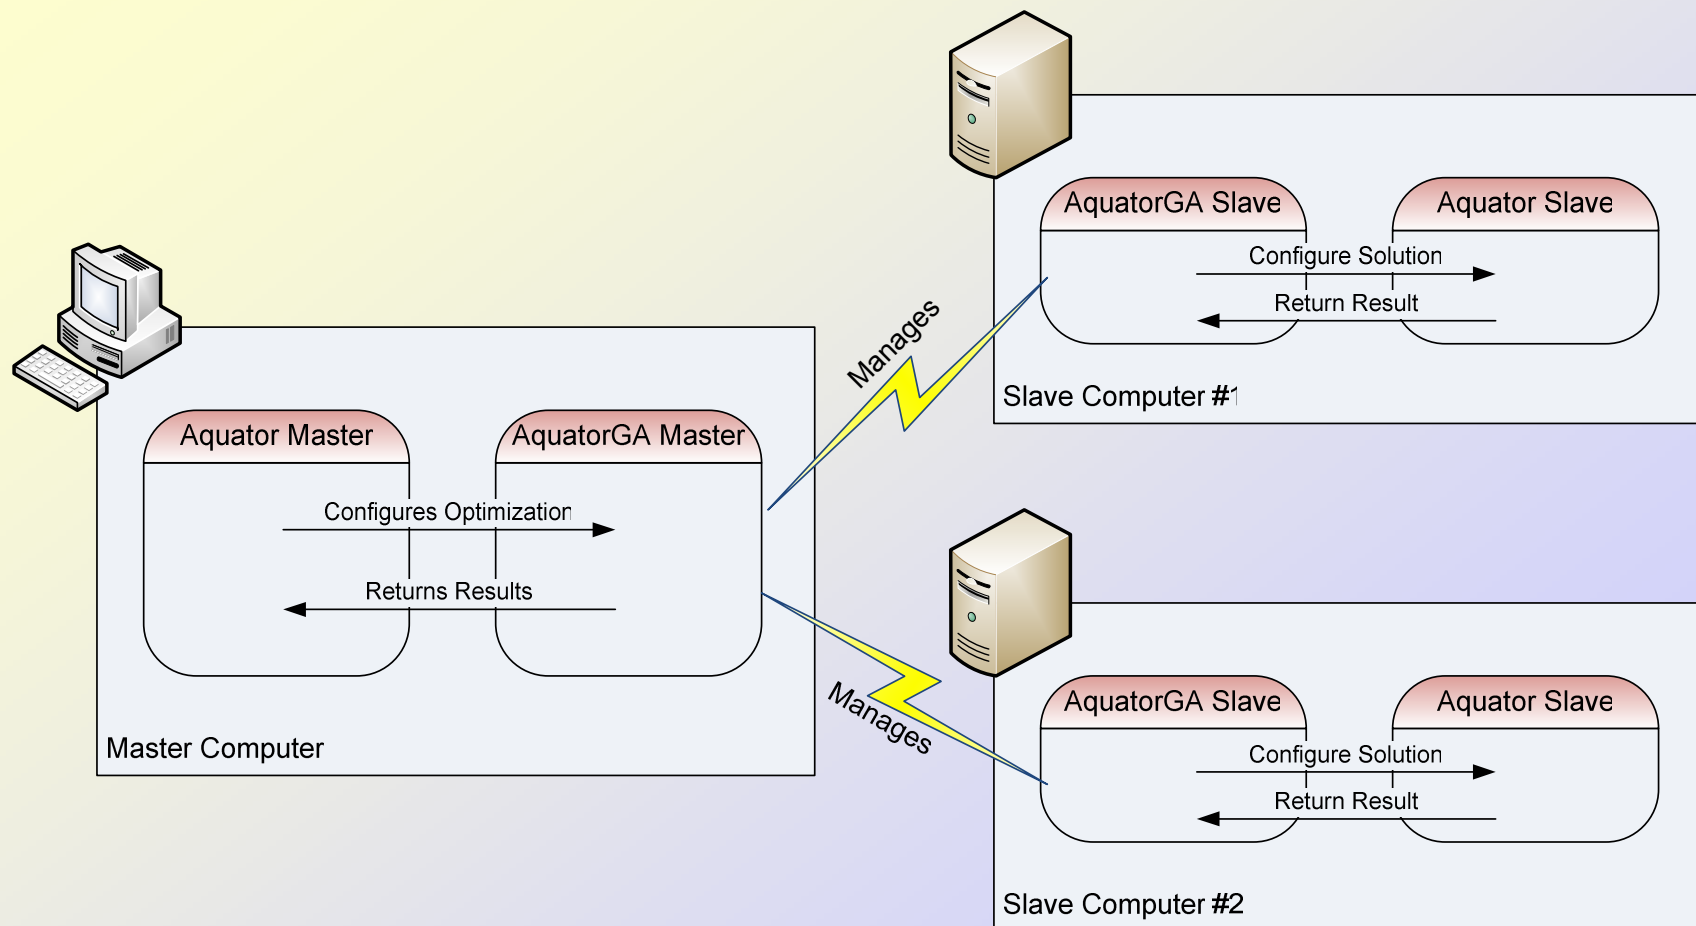 AquatorGA Slave
Aquator Slave
Configure Solution
Return Result
Slave Computer #1
Manages
Aquator Master
AquatorGA Master
Configures Optimization
Returns Results
Master Computer
Manages
AquatorGA Slave
Aquator Slave
Configure Solution
Return Result
Slave Computer #2